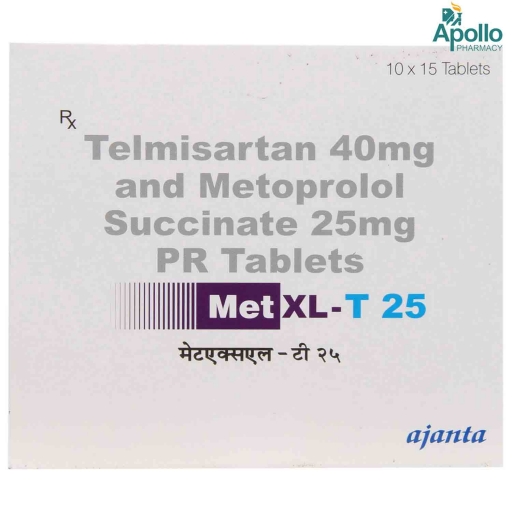 Apollo
PHARMACY
10 x 15 Tablets
Rx
Telmisartan 40mg
and Metoprolol
Succinate 25mg
PR Tablets
Met XL-T 25
मेटएक्सएल - टी २५
ajanta